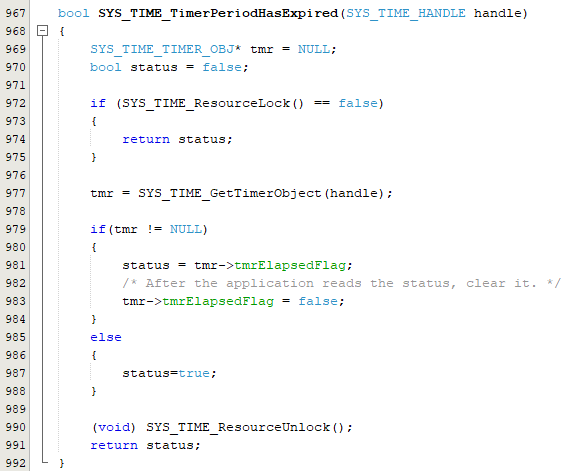 967 bool SYS_TIME_TimerPeriodHasExpired(SYS_TIME_HANDLE handle)
968 {
969     SYS_TIME_TIMER_OBJ* tmr = NULL;
970     bool status = false;
971
972     if (SYS_TIME_ResourceLock() == false)
973     {
974         return status;
975     }
976
977     tmr = SYS_TIME_GetTimerObject(handle);
978
979     if(tmr != NULL)
980     {
981         status = tmr->tmrElapsedFlag;
982         /* After the application reads the status, clear it. */
983         tmr->tmrElapsedFlag = false;
984     }
985     else
986     {
987         status=true;
988     }
989
990     (void) SYS_TIME_ResourceUnlock();
991     return status;
992 }